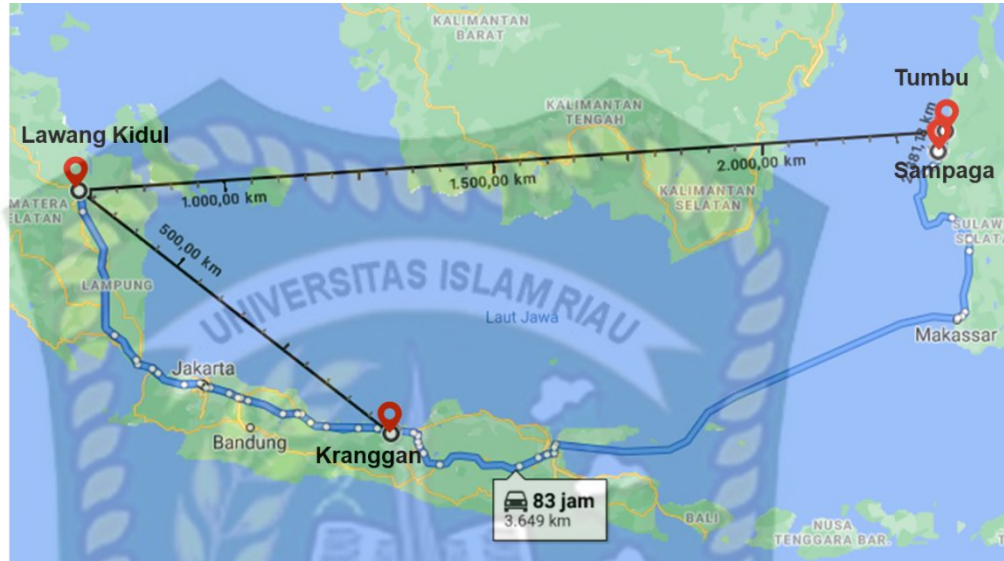 KALIMANTAN
BARAT
Tumbu
KALIMANTAN
TENGAH
Lawang Kidul
Sampaga
2.000,00 km
1.500,00 km
1.000,00 km
KALIMANTAN
SELATAN
MATERA
ELATAN
SULAW
SELAT
500,00 km
LAMPUNG
UNIVERSITAS ISLAM RIAU
Laut Jawa
Makassar
Jakarta
Bandung
Kranggan
83 jam
3.649 km
BALI
NUSA
TENGGARA BAR.